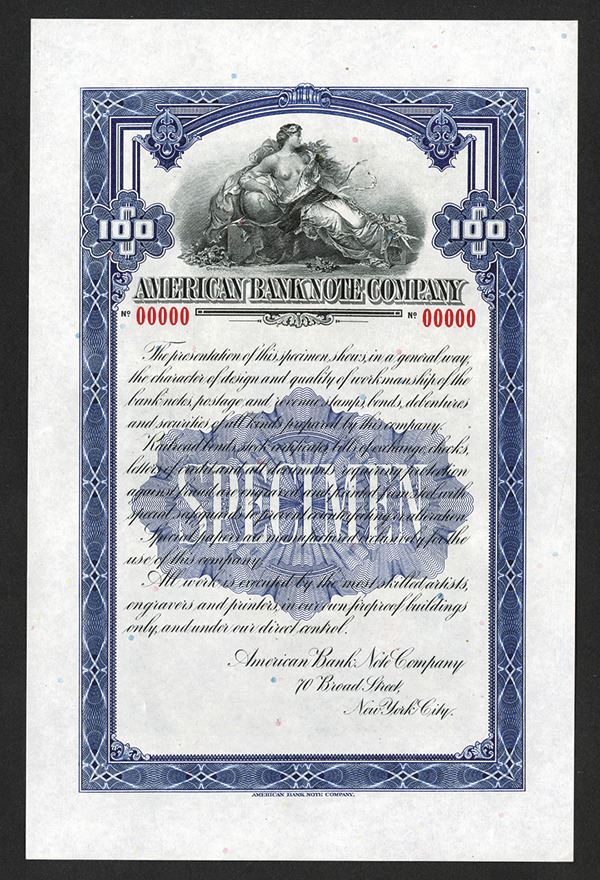 100 100
AMERICAN BANK NOTE COMPANY
Nº 00000 Nº 00000
The presentation of this specimen, shows, in a general way,
the character of design and quality of workmanship of the
bank notes, postage and revenue stamps, bonds, debentures
and securities of all kinds prepared by this company.
Railroad bonds, stock certificates, bills of exchange, checks,
letters of credit and all documents requiring protection
against fraud are engraved and printed finished with
special safeguards to prevent counterfeiting or alteration.
SPECIMEN
Special papers are manufactured exclusively for the
use of this company.
All work is executed by the most skilled artists,
engravers and printers, in our own fireproof buildings
only, and under our direct control.
American Bank Note Company
70 Broad Street,
New York City.
AMERICAN BANK NOTE COMPANY.